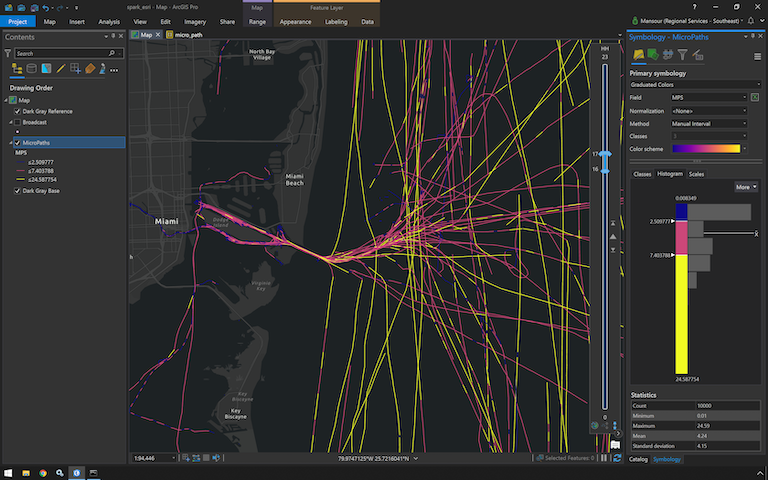 spark_esri - Map - ArcGIS Pro
Map
Feature Layer
Project
Map
Insert
Analysis
View
Edit
Imagery
Share
Range
Appearance
Labeling
Data
Mansour (Regional Services - Southeast)
Contents
Search
Drawing Order
Map
Dark Gray Reference
Broadcast
MicroPaths
MPS
≤2.509777
≤7.403788
≤24.587754
Dark Gray Base
Map
micro_path
North Bay
Village
Miami
Beach
Miami
Dodge
Island
Virginia
Key
Key
Biscayne
Key
Biscayne
HH
23
17
16
0
1:94,446
79.9747125°W 25.7216041°N
Selected Features: 0
Symbology - MicroPaths
Primary symbology
Graduated Colors
Field
MPS
Normalization
<None>
Method
Manual Interval
Classes
3
Color scheme
Classes
Histogram
Scales
More
0.008349
2.509777
7.403788
24.587754
Statistics
Count
10000
Minimum
0.01
Maximum
24.59
Mean
4.24
Standard deviation
4.15
Catalog
Symbology